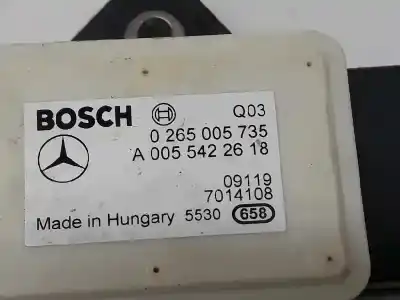 BOSCH Q03
0 265 005 735
A 005 542 26 18
09119
7014108
Made in Hungary 5530 658